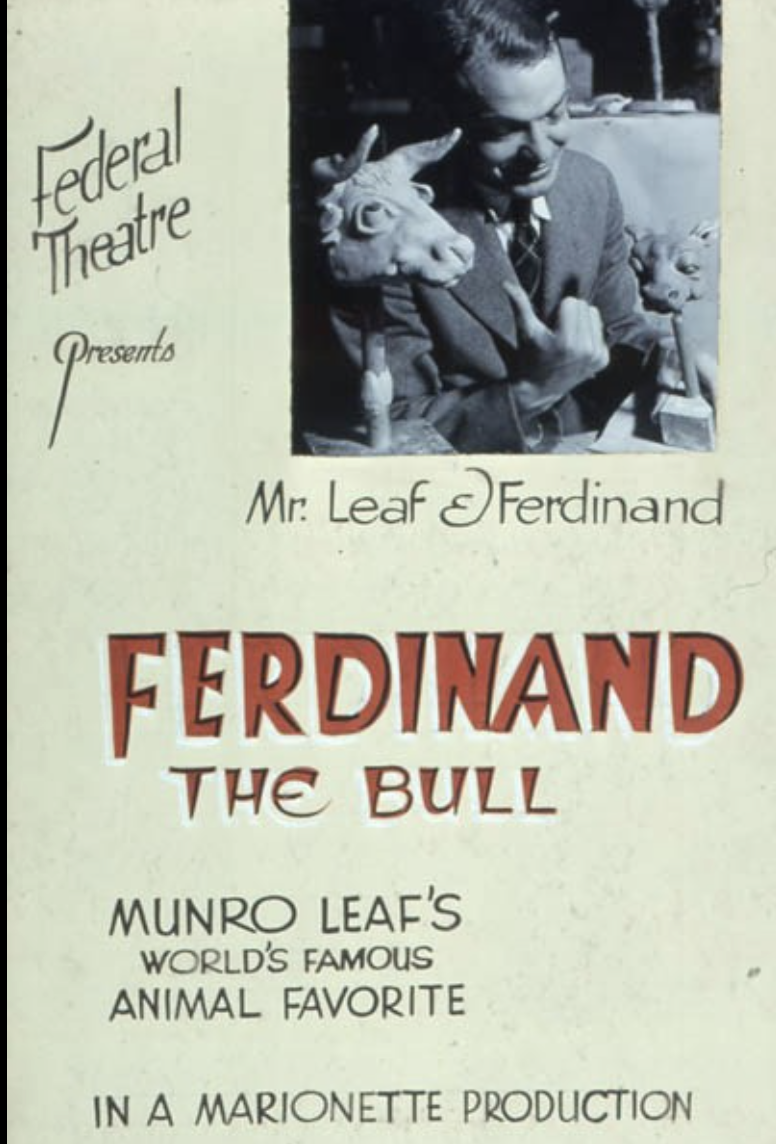 Federal
Theatre
Presents
Mr. Leaf & Ferdinand
FERDINAND
THE BULL
MUNRO LEAF'S
WORLD'S FAMOUS
ANIMAL FAVORITE
IN A MARIONETTE PRODUCTION